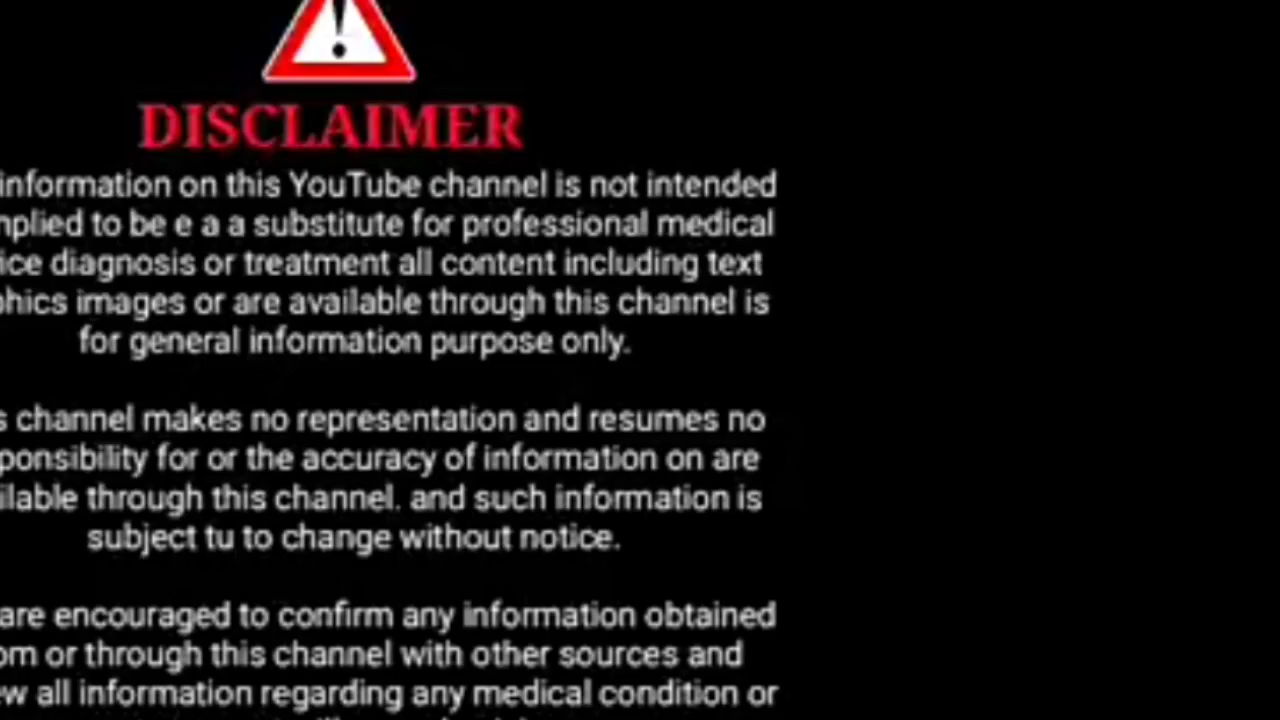 DISCLAIMER
information on this YouTube channel is not intended
mplied to be e a a substitute for professional medical
ice diagnosis or treatment all content including text
phics images or are available through this channel is
for general information purpose only.
s channel makes no representation and resumes no
ponsibility for or the accuracy of information on are
ilable through this channel. and such information is
subject tu to change without notice.
are encouraged to confirm any information obtained
om or through this channel with other sources and
ew all information regarding any medical condition or